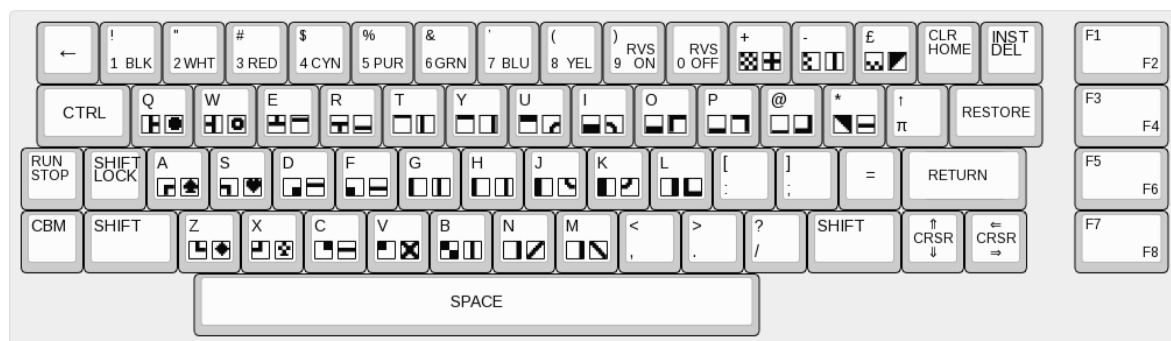 ← ! 1 BLK " 2 WHT # 3 RED $ 4 CYN % 5 PUR & 6 GRN ' 7 BLU ( 8 YEL ) 9 RVS ON 0 RVS OFF + - £ CLR HOME INST DEL F1 F2
CTRL Q W E R T Y U I O P @ * ↑ π RESTORE F3 F4
RUN STOP SHIFT LOCK A S D F G H J K L [ : ] ; = RETURN F5 F6
CBM SHIFT Z X C V B N M < , > . ? / SHIFT ⇑ CRSR ⇓ ⇐ CRSR ⇒ F7 F8
SPACE